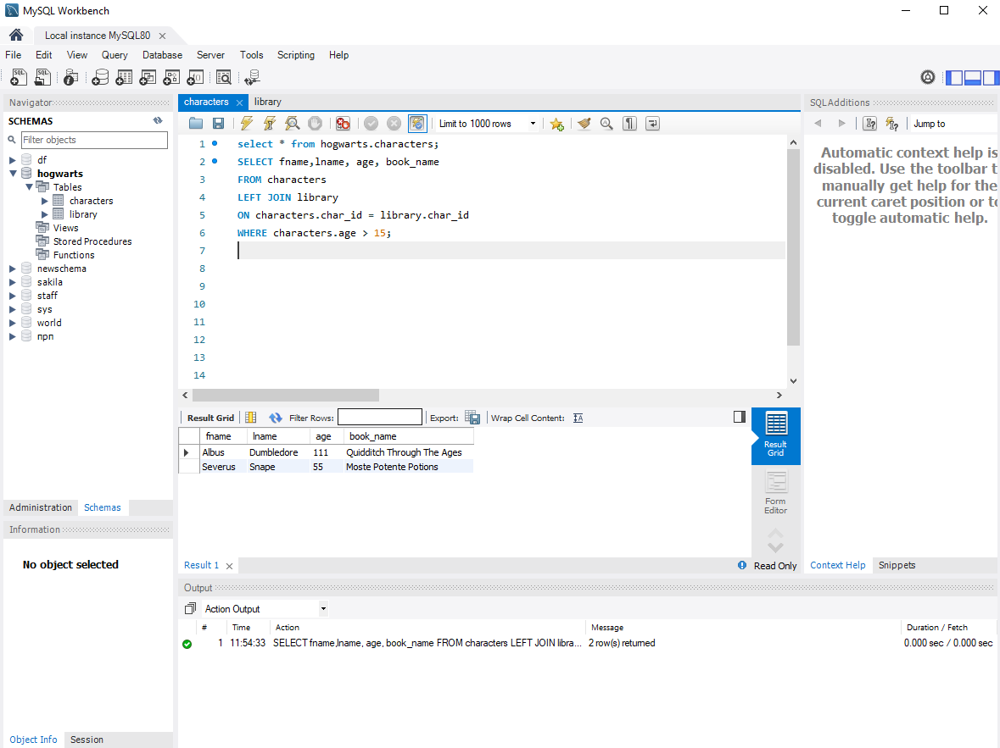 MySQL Workbench
Local instance MySQL80
File Edit View Query Database Server Tools Scripting Help
Navigator
SCHEMAS
Filter objects
df
hogwarts
Tables
characters
library
Views
Stored Procedures
Functions
newschema
sakila
staff
sys
world
npn
Administration Schemas
Information
No object selected
Object Info Session
characters library
Limit to 1000 rows
1 select * from hogwarts.characters;
2 SELECT fname,lname, age, book_name
3 FROM characters
4 LEFT JOIN library
5 ON characters.char_id = library.char_id
6 WHERE characters.age > 15;
7
8
9
10
11
12
13
14
Result Grid Filter Rows: Export: Wrap Cell Content:
fname lname age book_name
Albus Dumbledore 111 Quidditch Through The Ages
Severus Snape 55 Moste Potente Potions
Result
Grid
Form
Editor
Result 1 Read Only
SQLAdditions
Jump to
Automatic context help is
disabled. Use the toolbar t
manually get help for the
current caret position or to
toggle automatic help.
Context Help Snippets
Output
Action Output
# Time Action Message Duration / Fetch
1 11:54:33 SELECT fname,lname, age, book_name FROM characters LEFT JOIN libra... 2 row(s) returned 0.000 sec / 0.000 sec